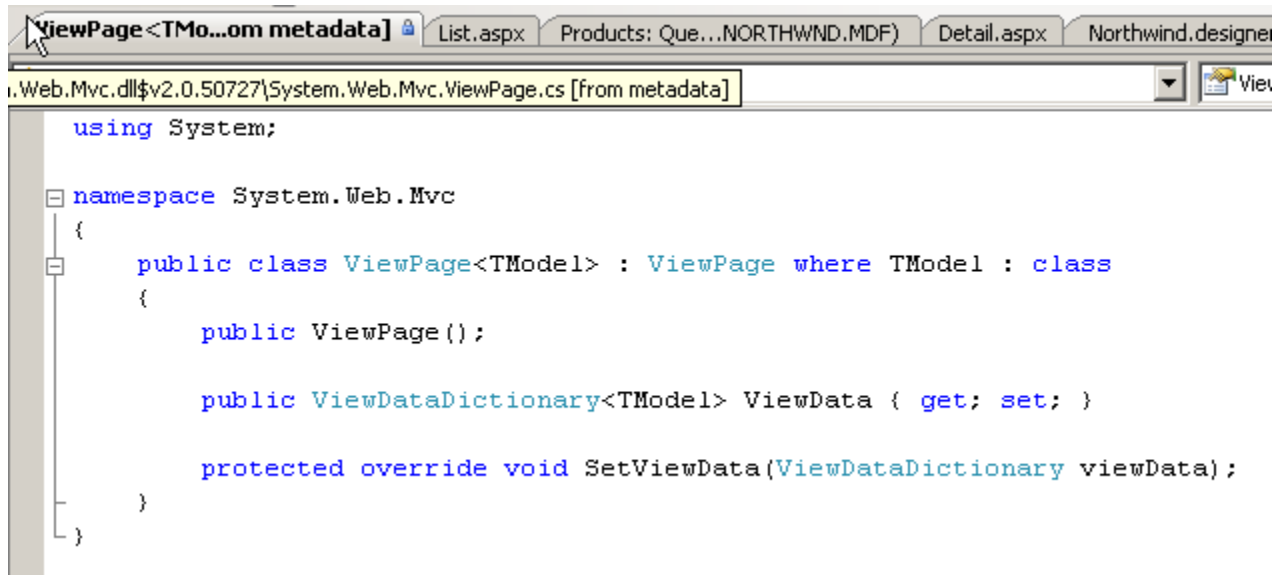 ViewPage<TMo...om metadata] List.aspx Products: Que...NORTHWND.MDF) Detail.aspx Northwind.designer
.Web.Mvc.dll$v2.0.50727\System.Web.Mvc.ViewPage.cs [from metadata] View
using System;
namespace System.Web.Mvc
{
public class ViewPage<TModel> : ViewPage where TModel : class
{
public ViewPage();
public ViewDataDictionary<TModel> ViewData { get; set; }
protected override void SetViewData(ViewDataDictionary viewData);
}
}